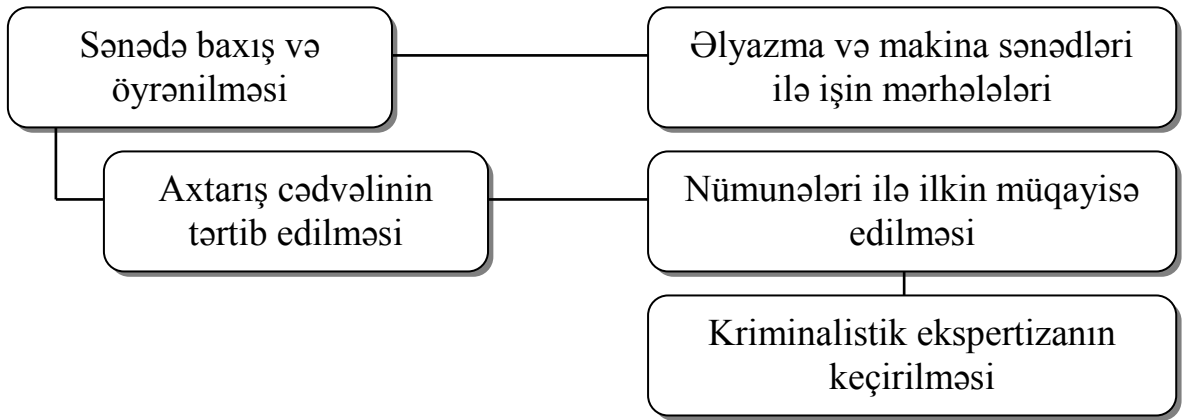 Sənədə baxış və
öyrənilməsi
Əlyazma və makina sənədləri
ilə işin mərhələləri
Axtarış cədvəlinin
tərtib edilməsi
Nümunələri ilə ilkin müqayisə
edilməsi
Kriminalistik ekspertizanın
keçirilməsi